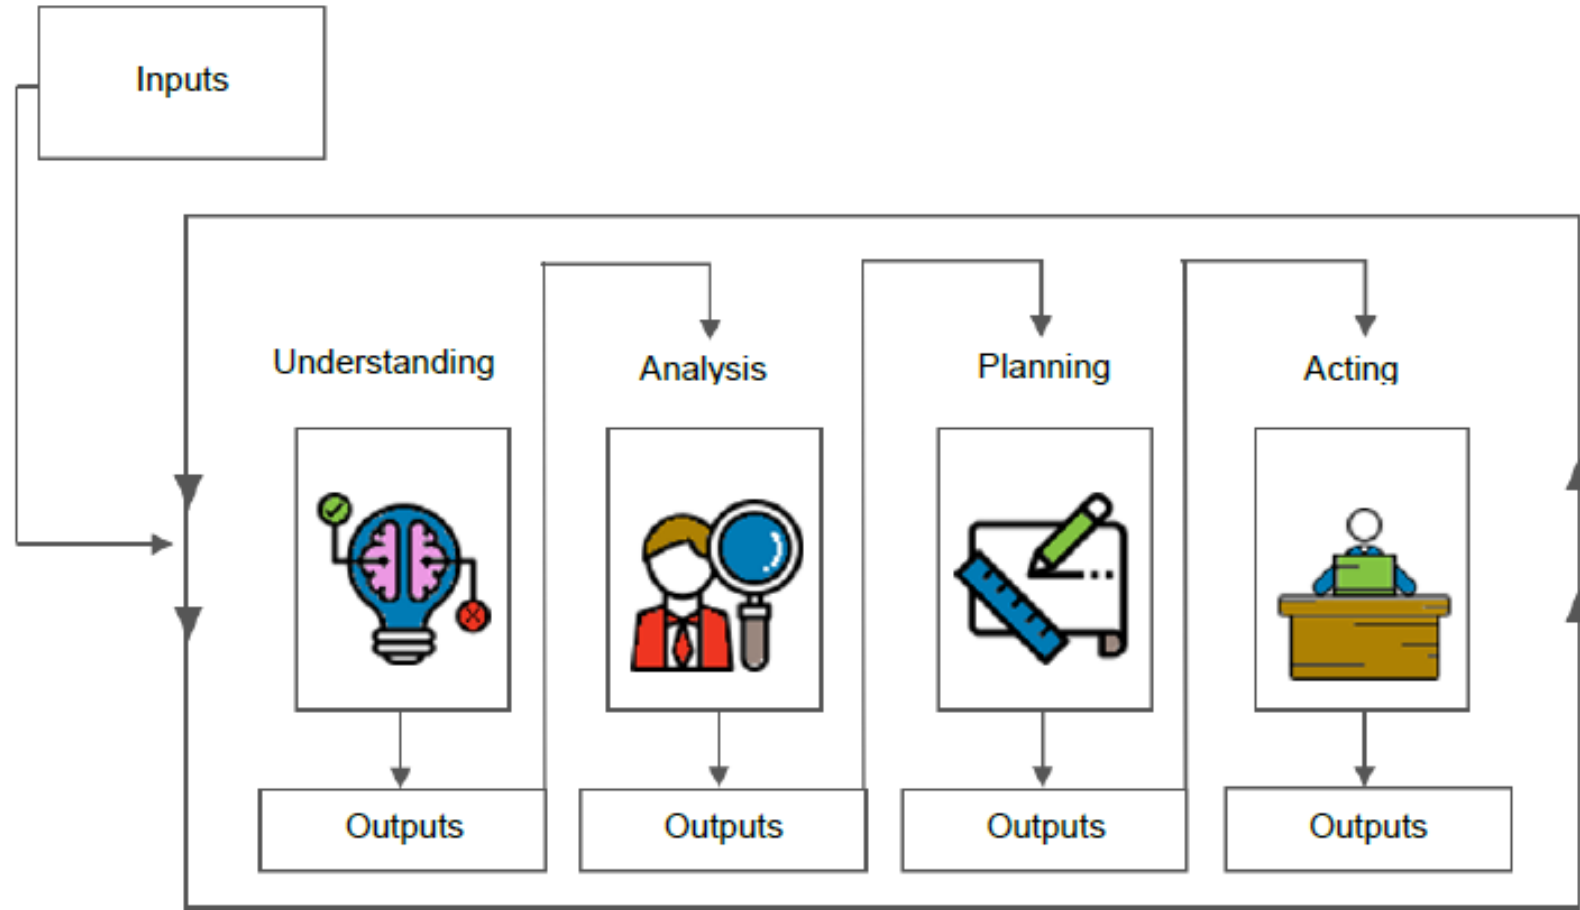 Inputs
Understanding
Analysis
Planning
Acting
Outputs
Outputs
Outputs
Outputs